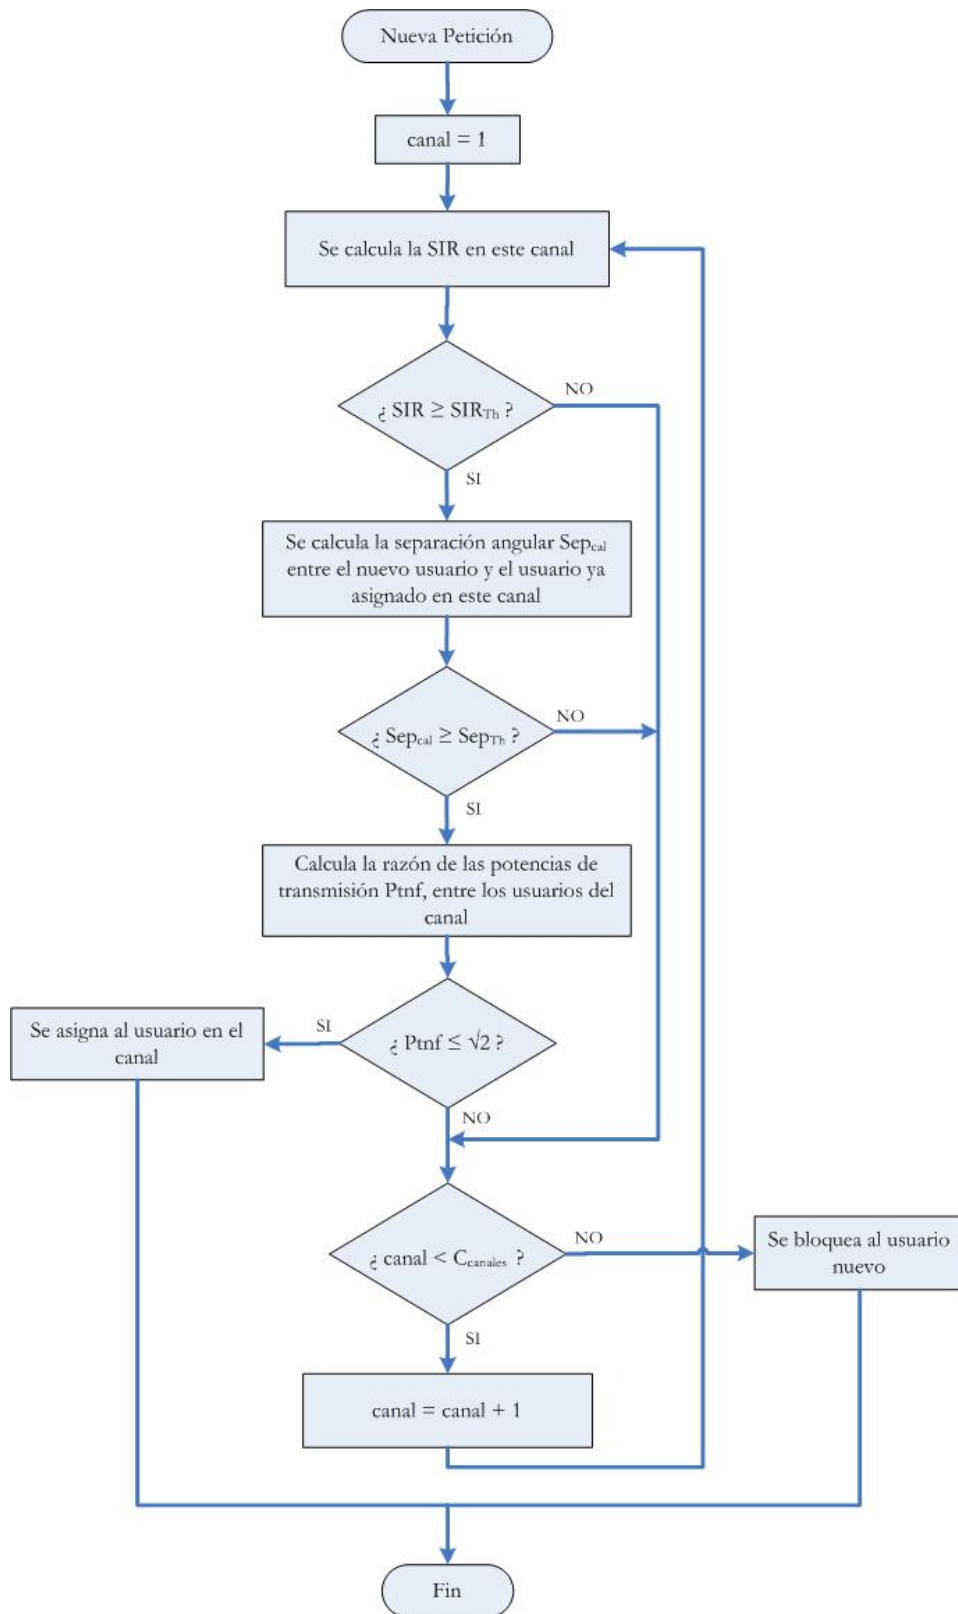 Nueva Petición
canal = 1
Se calcula la SIR en este canal
¿ SIR ≥ SIRTh ?
NO
SI
Se calcula la separación angular Sepcal
entre el nuevo usuario y el usuario ya
asignado en este canal
¿ Sepcal ≥ SepTh ?
NO
SI
Calcula la razón de las potencias de
transmisión Ptnf, entre los usuarios del
canal
¿ Ptnf ≤ √2 ?
SI
Se asigna al usuario en el
canal
NO
¿ canal < Ccanales ?
NO
Se bloquea al usuario
nuevo
SI
canal = canal + 1
Fin